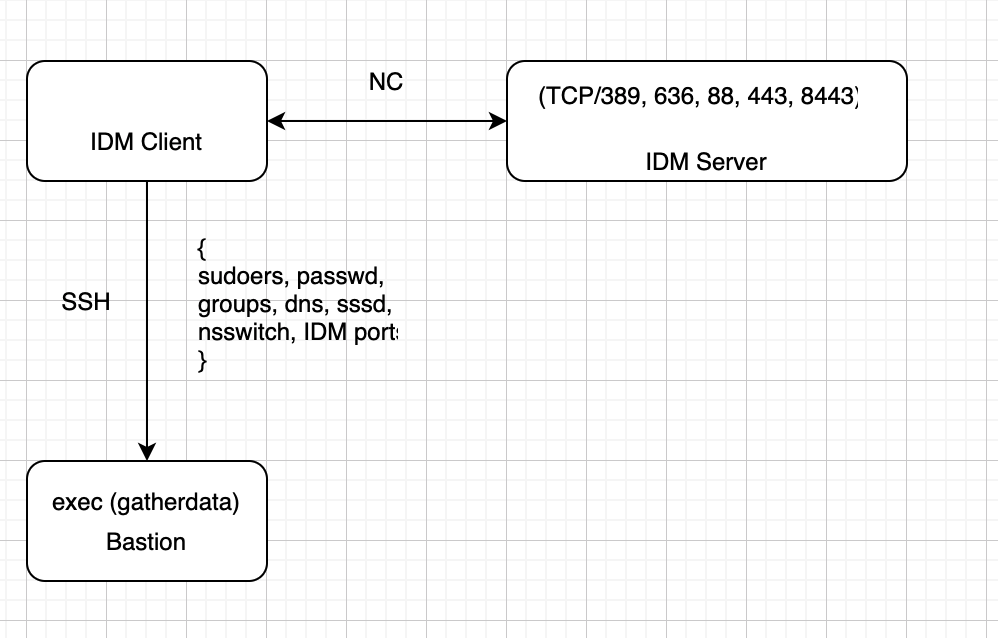 NC
(TCP/389, 636, 88, 443, 8443)
IDM Client
IDM Server
SSH
{
sudoers, passwd,
groups, dns, sssd,
nsswitch, IDM ports
}
exec (gatherdata)
Bastion